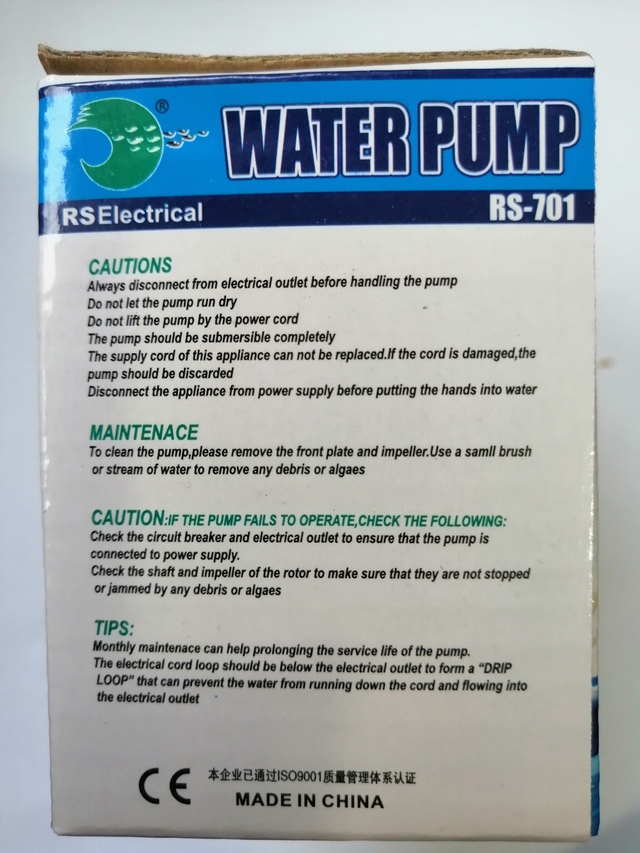 ®
WATER PUMP
RSElectrical
RS-701
CAUTIONS
Always disconnect from electrical outlet before handling the pump
Do not let the pump run dry
Do not lift the pump by the power cord
The pump should be submersible completely
The supply cord of this appliance can not be replaced.If the cord is damaged,the
pump should be discarded
Disconnect the appliance from power supply before putting the hands into water
MAINTENACE
To clean the pump,please remove the front plate and impeller.Use a samll brush
or stream of water to remove any debris or algaes
CAUTION:IF THE PUMP FAILS TO OPERATE,CHECK THE FOLLOWING:
Check the circuit breaker and electrical outlet to ensure that the pump is
connected to power supply.
Check the shaft and impeller of the rotor to make sure that they are not stopped
or jammed by any debris or algaes
TIPS:
Monthly maintenace can help prolonging the service life of the pump.
The electrical cord loop should be below the electrical outlet to form a “DRIP
LOOP” that can prevent the water from running down the cord and flowing into
the electrical outlet
CE
本企业已通过ISO9001质量管理体系认证
MADE IN CHINA